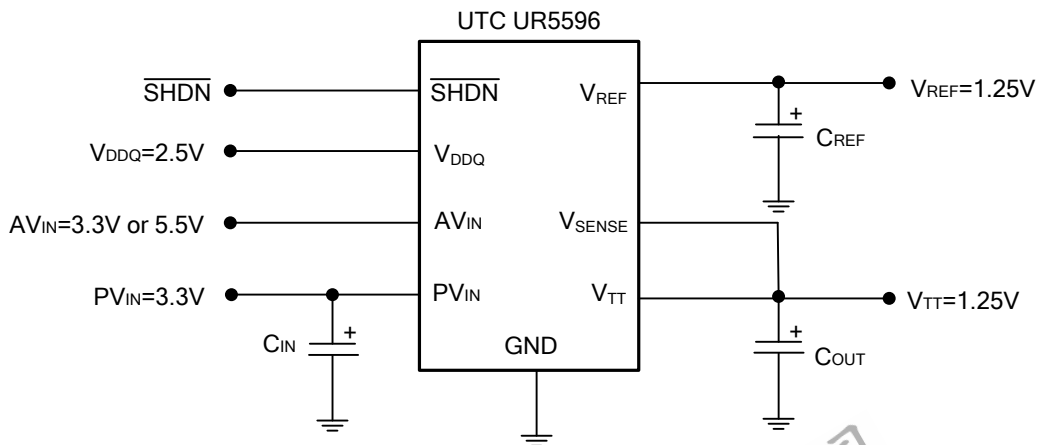 UTC UR5596
SHDN
SHDN
VREF
VREF=1.25V
+
CREF
VDDQ=2.5V
VDDQ
AVIN=3.3V or 5.5V
AVIN
VSENSE
PVIN=3.3V
PVIN
VTT
VTT=1.25V
CIN
+
GND
+
COUT